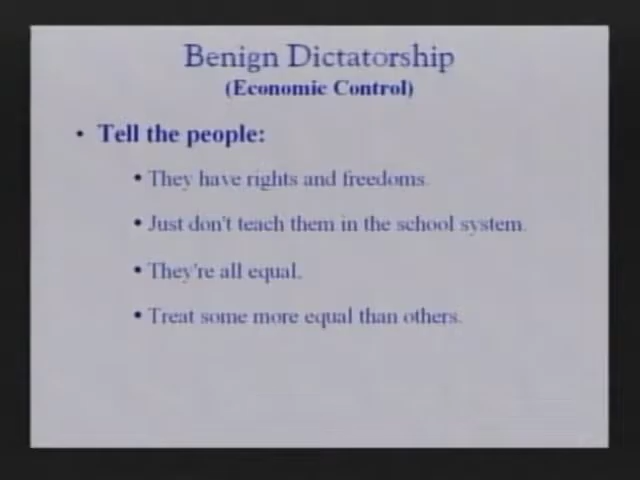 Benign Dictatorship
(Economic Control)
• Tell the people:
• They have rights and freedoms.
• Just don't teach them in the school system.
• They're all equal.
• Treat some more equal than others.